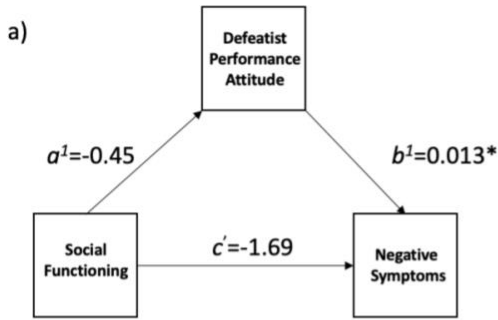 a)
Defeatist
Performance
Attitude
a¹=-0.45
b¹=0.013*
Social
Functioning
c'=-1.69
Negative
Symptoms